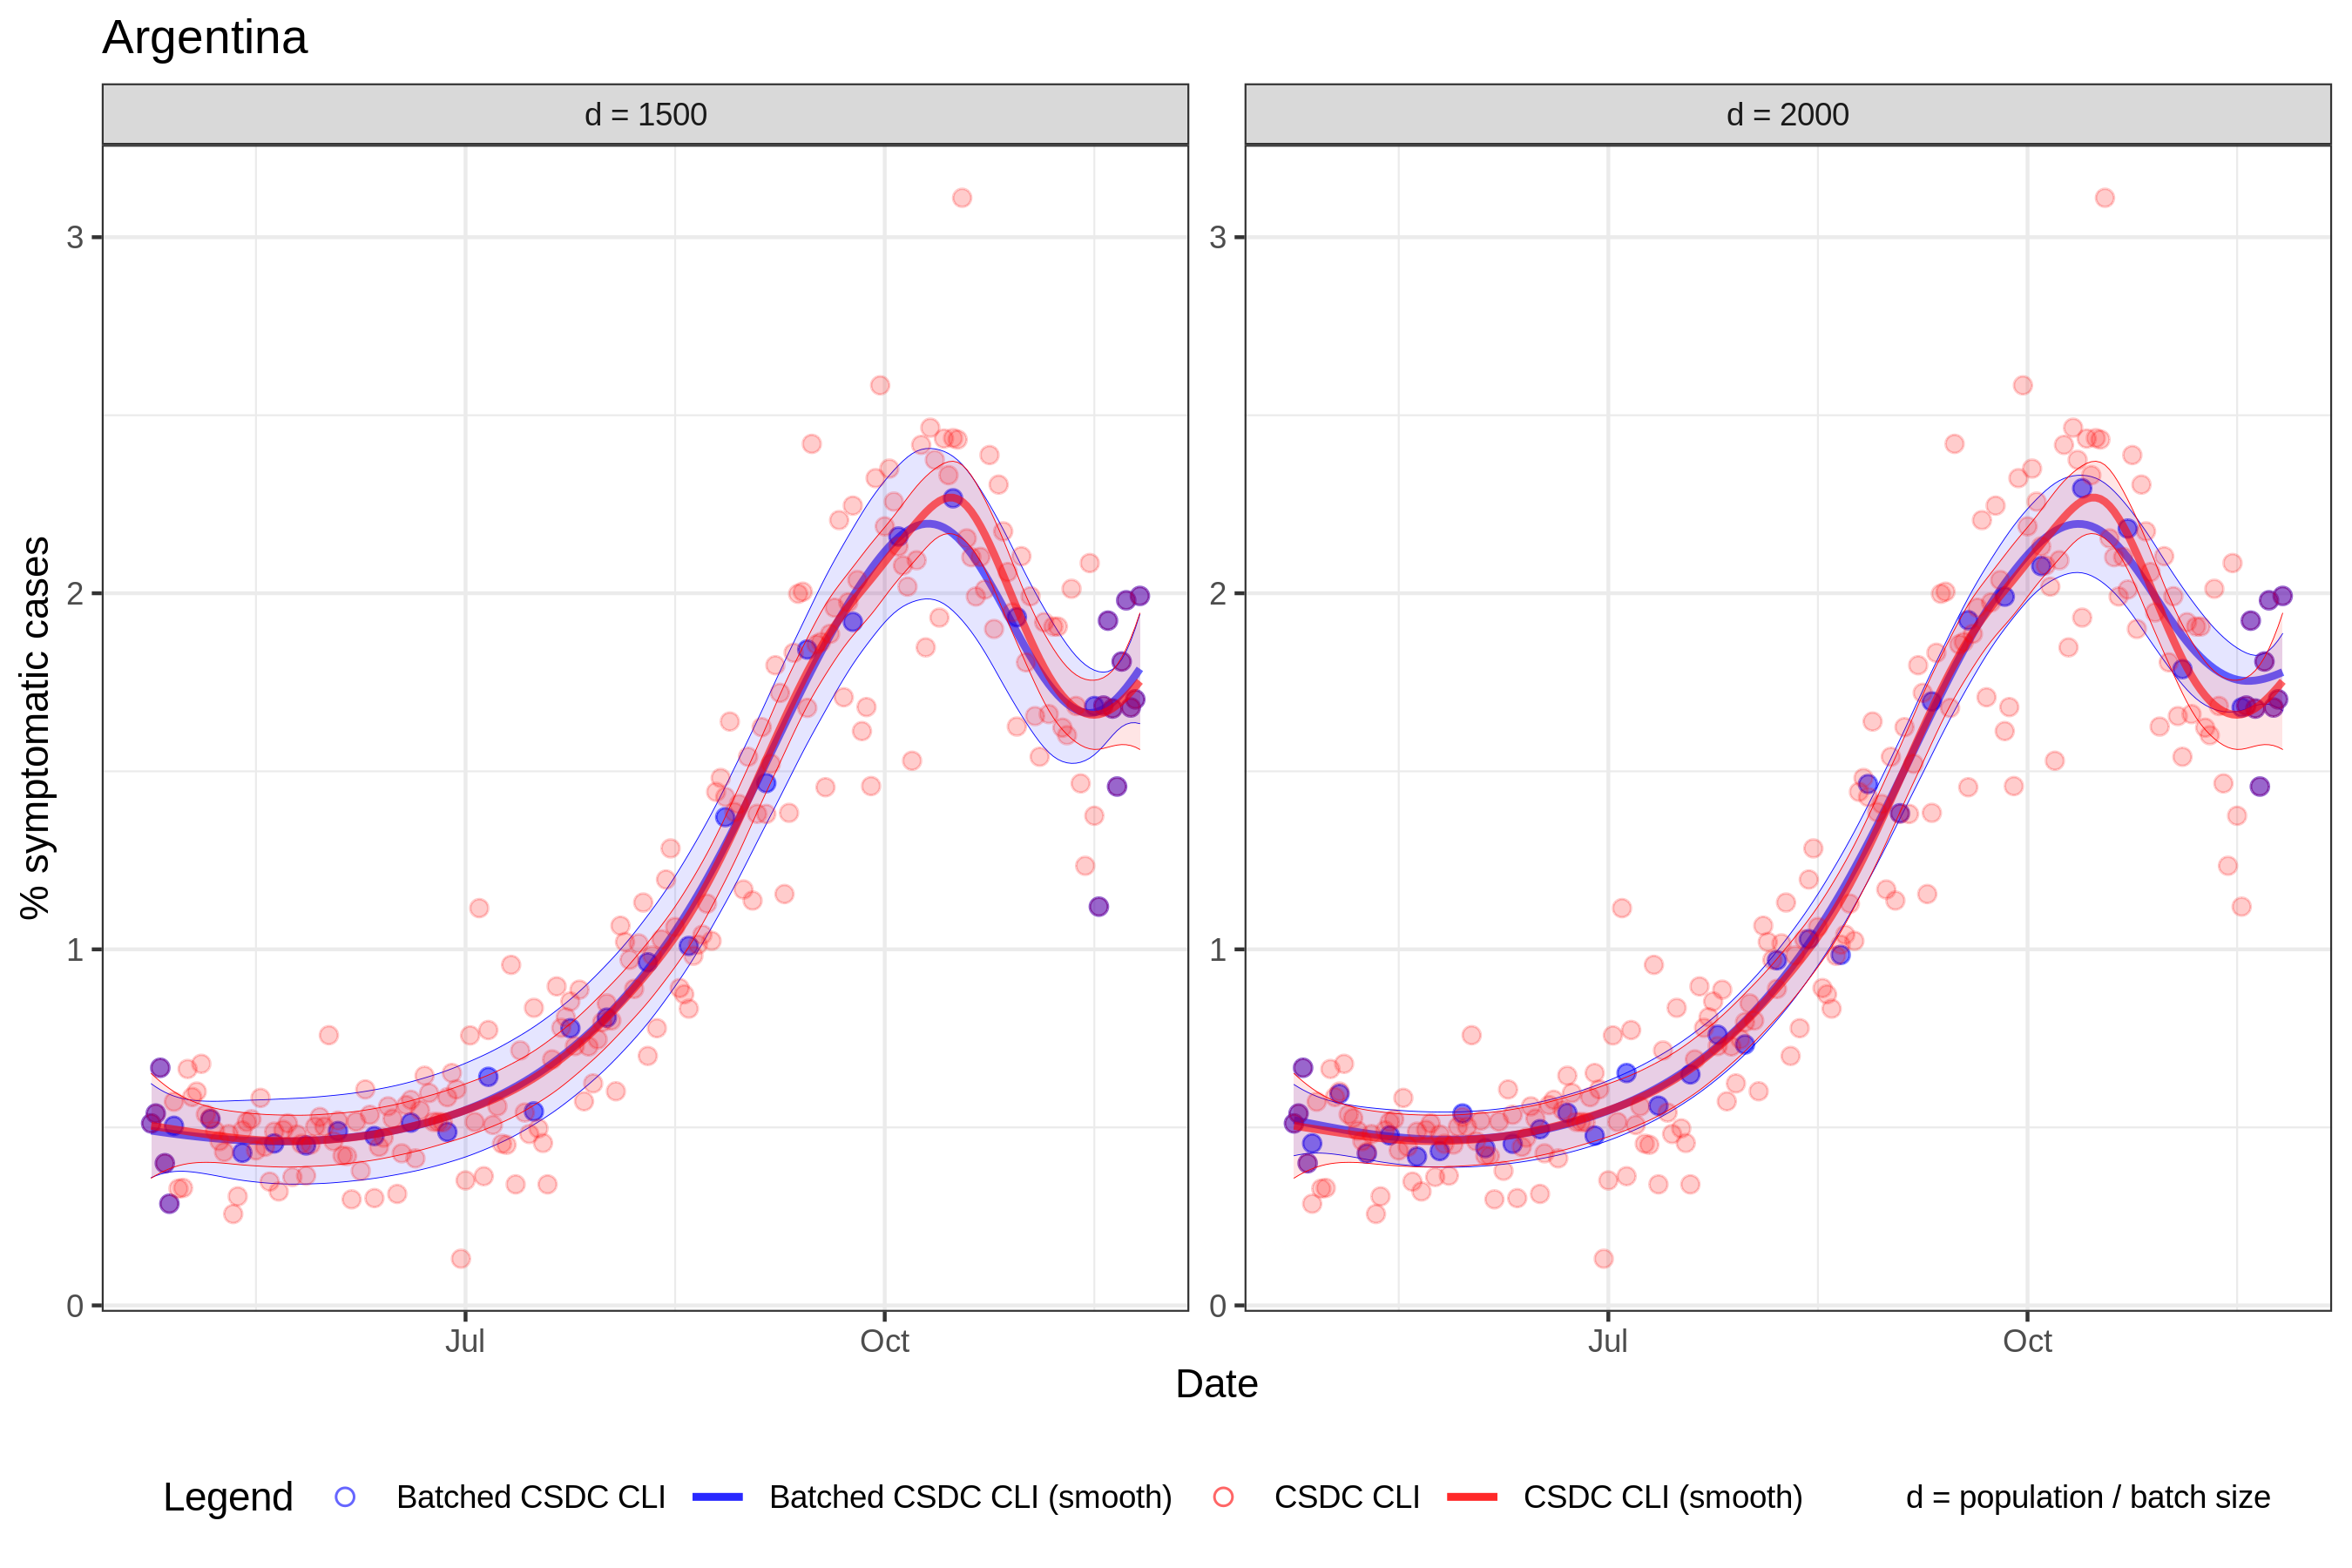 Argentina
d = 1500
d = 2000
% symptomatic cases
3
2
1
0
3
2
1
0
Jul
Oct
Jul
Oct
Date
Legend
Batched CSDC CLI
Batched CSDC CLI (smooth)
CSDC CLI
CSDC CLI (smooth)
d = population / batch size